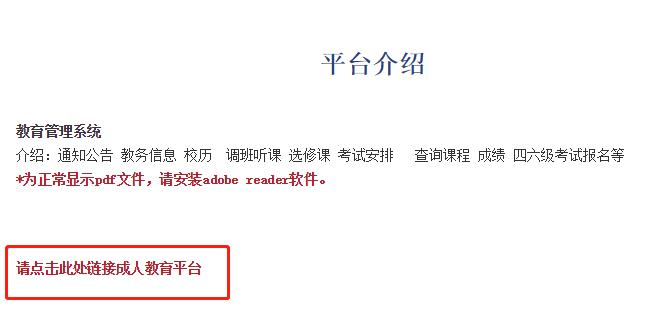 平台介绍
教育管理系统
介绍：通知公告 教务信息 校历 调班听课 选修课 考试安排 查询课程 成绩 四六级考试报名等
*为正常显示pdf文件，请安装adobe reader软件。
请点击此处链接成人教育平台